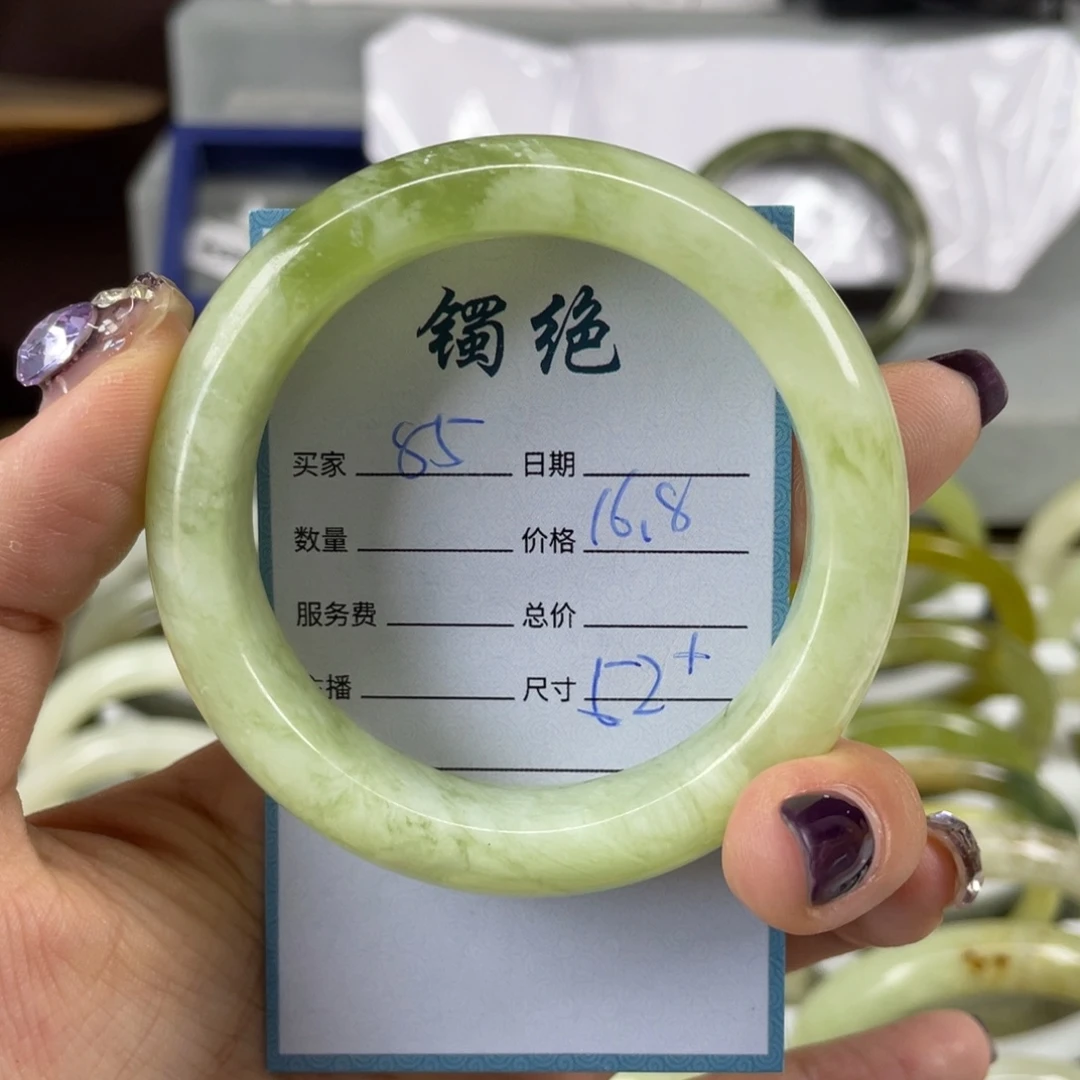 镯绝
买家 85 日期
数量 价格 16.8
服务费 总价
播 尺寸 52+